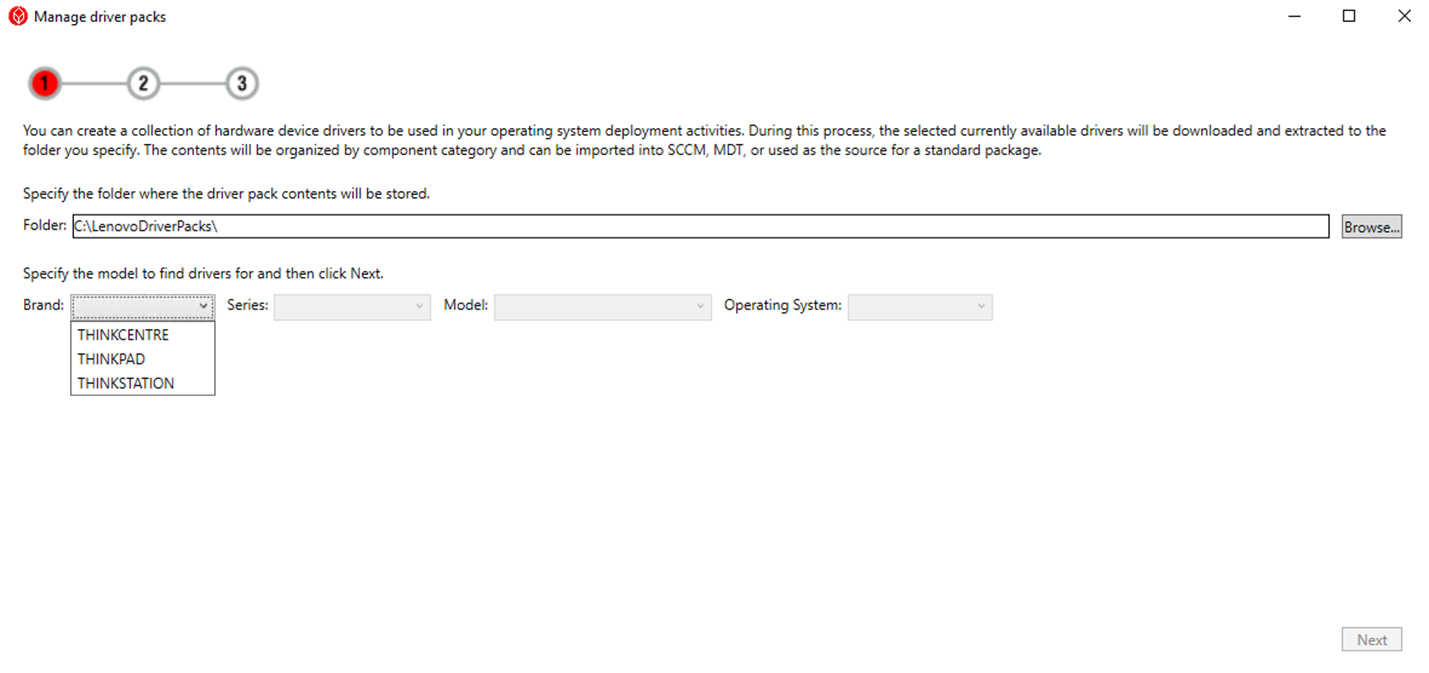 Manage driver packs
1 2 3
You can create a collection of hardware device drivers to be used in your operating system deployment activities. During this process, the selected currently available drivers will be downloaded and extracted to the
folder you specify. The contents will be organized by component category and can be imported into SCCM, MDT, or used as the source for a standard package.
Specify the folder where the driver pack contents will be stored.
Folder: C:\LenovoDriverPacks\ Browse...
Specify the model to find drivers for and then click Next.
Brand: Series: Model: Operating System:
THINKCENTRE
THINKPAD
THINKSTATION
Next